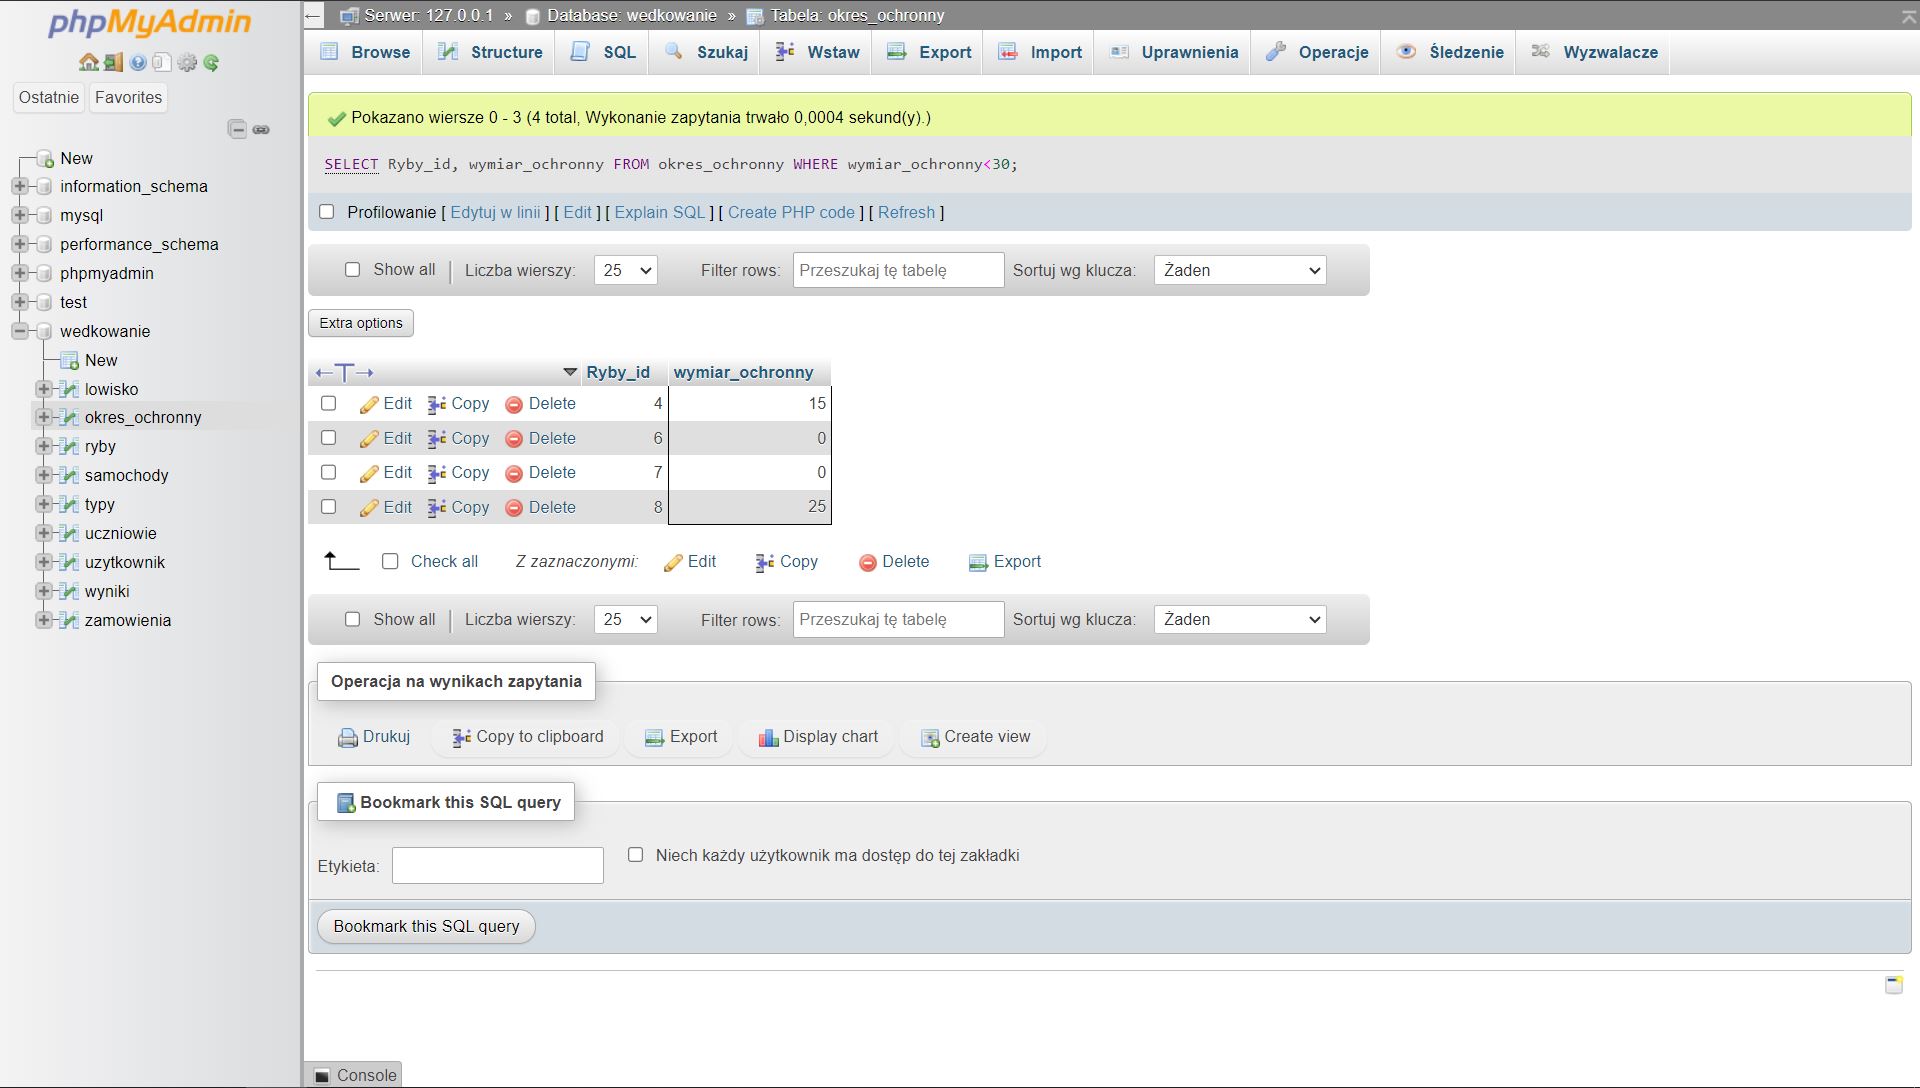 phpMyAdmin
Ostatnie Favorites
New
information_schema
mysql
performance_schema
phpmyadmin
test
wedkowanie
New
lowisko
okres_ochronny
ryby
samochody
typy
uczniowie
uzytkownik
wyniki
zamowienia
Serwer: 127.0.0.1 » Database: wedkowanie » Tabela: okres_ochronny
Browse Structure SQL Szukaj Wstaw Export Import Uprawnienia Operacje Śledzenie Wyzwalacze
Pokazano wiersze 0 - 3 (4 total, Wykonanie zapytania trwało 0,0004 sekund(y).)
SELECT Ryby_id, wymiar_ochronny FROM okres_ochronny WHERE wymiar_ochronny<30;
Profilowanie [ Edytuj w linii ] [ Edit ] [ Explain SQL ] [ Create PHP code ] [ Refresh ]
Show all | Liczba wierszy: 25 Filter rows: Przeszukaj tę tabelę Sortuj wg klucza: Żaden
Extra options
←T→ Ryby_id wymiar_ochronny
Edit Copy Delete 4 15
Edit Copy Delete 6 0
Edit Copy Delete 7 0
Edit Copy Delete 8 25
Check all Z zaznaczonymi: Edit Copy Delete Export
Show all | Liczba wierszy: 25 Filter rows: Przeszukaj tę tabelę Sortuj wg klucza: Żaden
Operacja na wynikach zapytania
Drukuj Copy to clipboard Export Display chart Create view
Bookmark this SQL query
Etykieta: Niech każdy użytkownik ma dostęp do tej zakładki
Bookmark this SQL query
Console